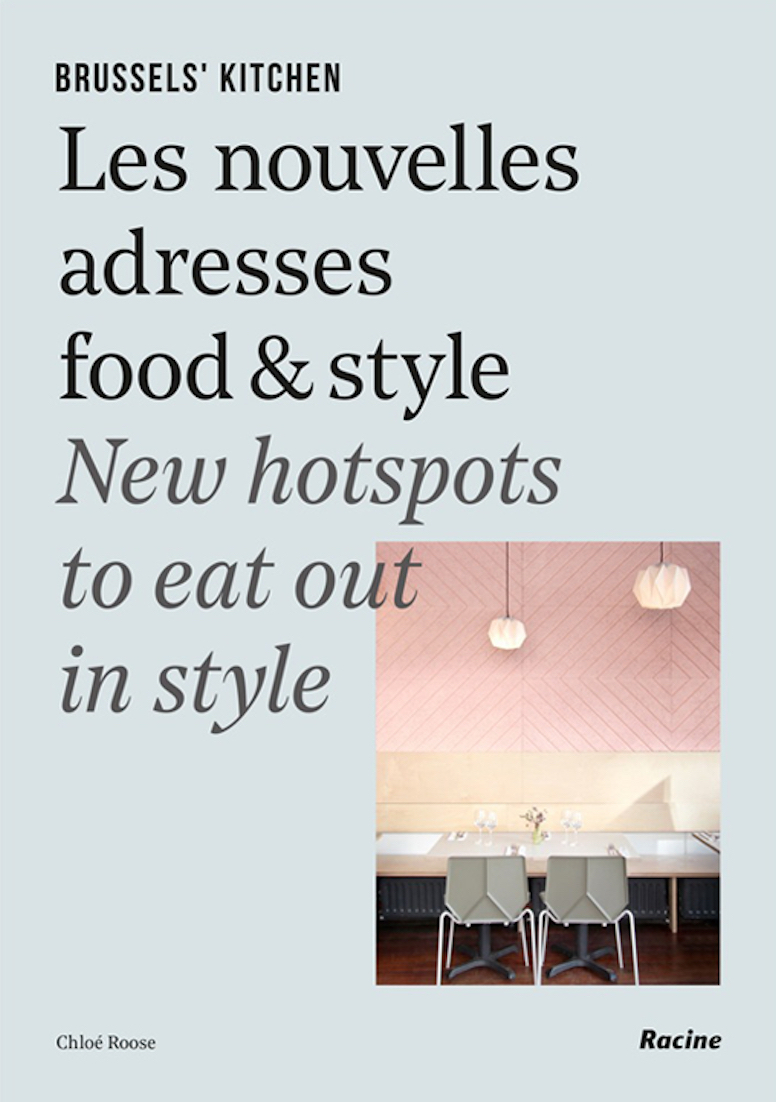 BRUSSELS' KITCHEN
Les nouvelles
adresses
food & style
New hotspots
to eat out
in style
Chloé Roose
Racine